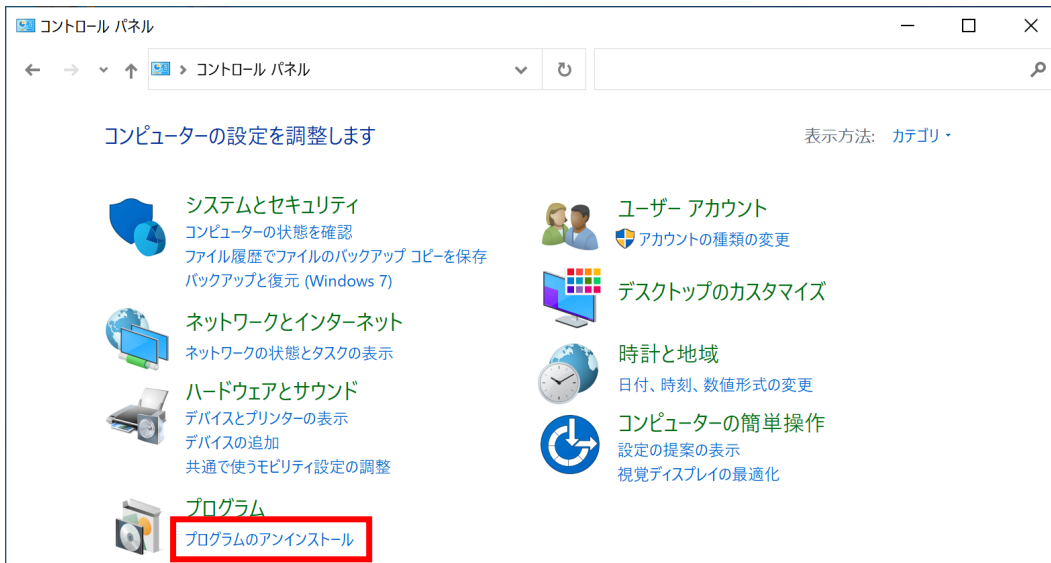 コントロール パネル
コントロール パネル
コンピューターの設定を調整します
表示方法: カテゴリ
システムとセキュリティ
コンピューターの状態を確認
ファイル履歴でファイルのバックアップ コピーを保存
バックアップと復元 (Windows 7)
ネットワークとインターネット
ネットワークの状態とタスクの表示
ハードウェアとサウンド
デバイスとプリンターの表示
デバイスの追加
共通で使うモビリティ設定の調整
プログラム
プログラムのアンインストール
ユーザー アカウント
アカウントの種類の変更
デスクトップのカスタマイズ
時計と地域
日付、時刻、数値形式の変更
コンピューターの簡単操作
設定の提案の表示
視覚ディスプレイの最適化